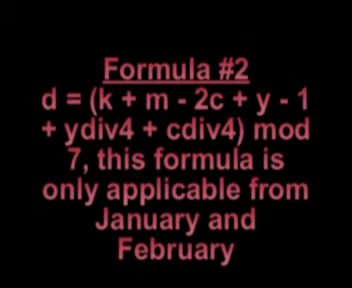 Formula #2
d = (k + m - 2c + y - 1
+ ydiv4 + cdiv4) mod
7, this formula is
only applicable from
January and
February